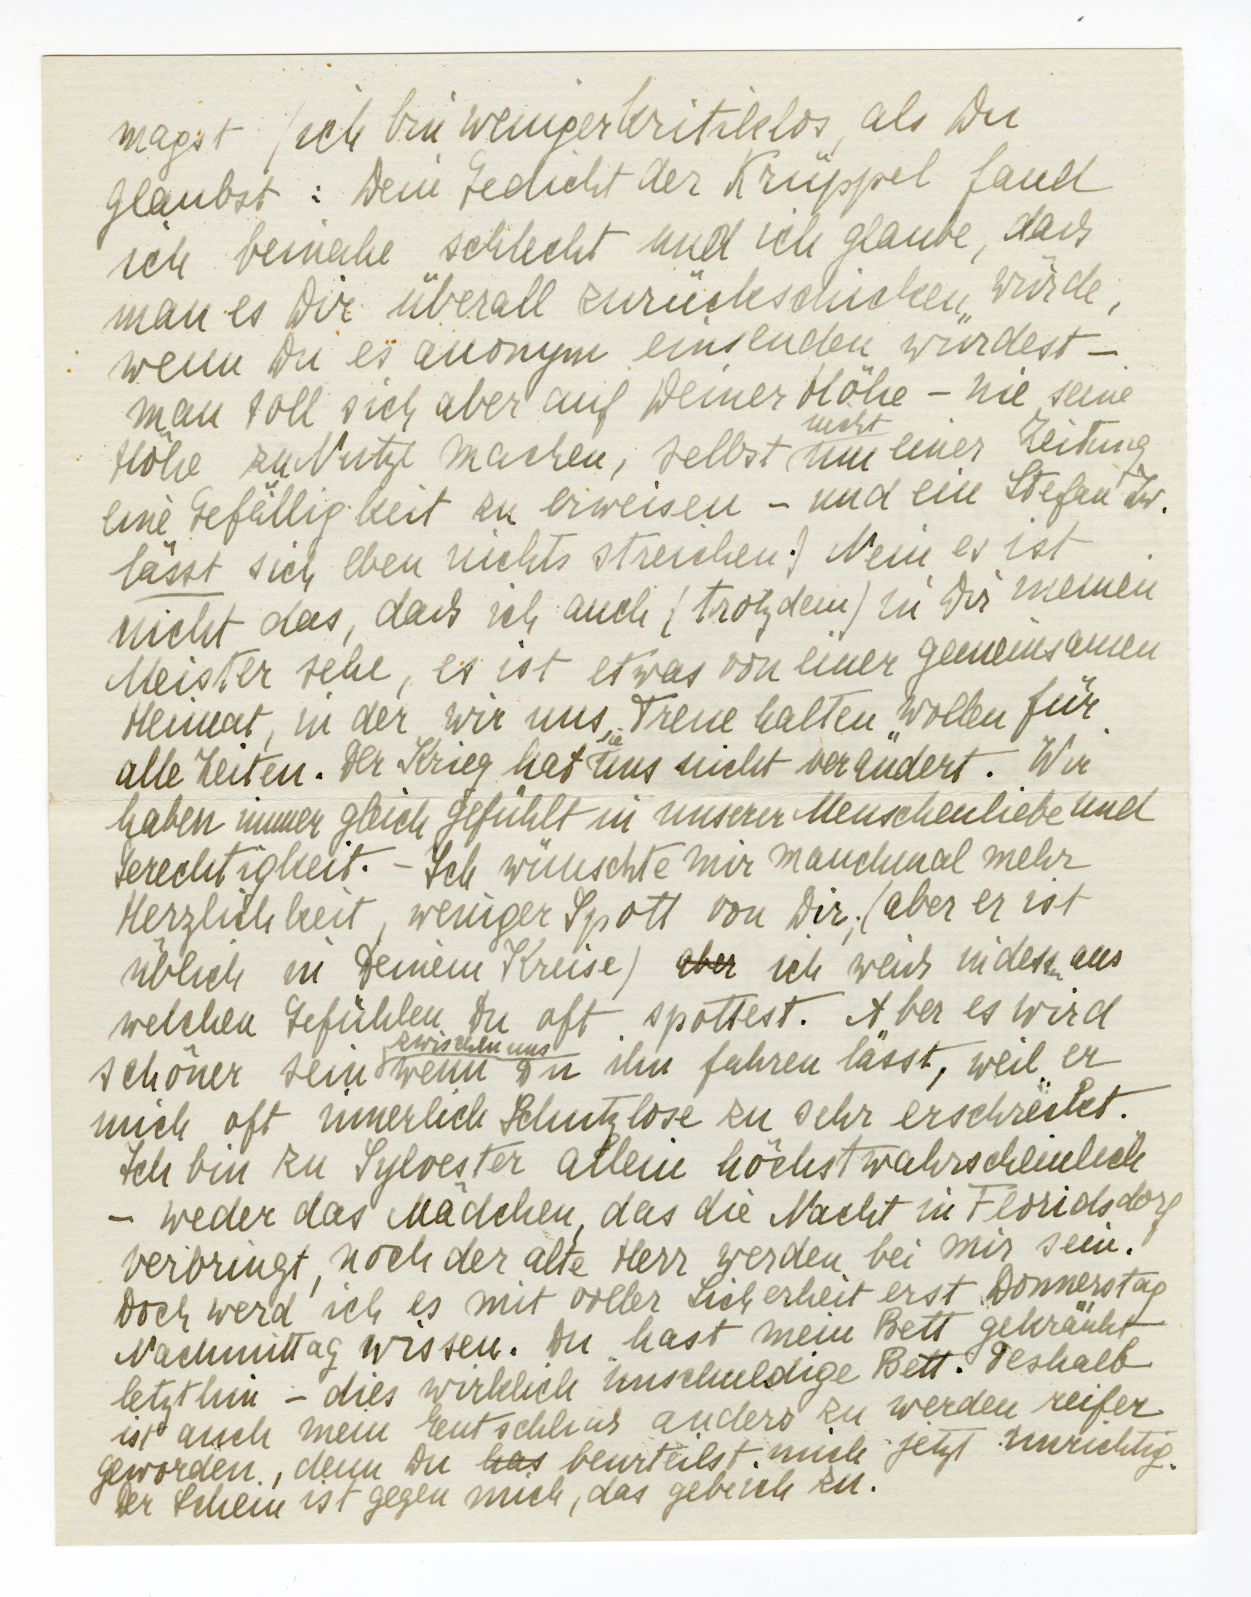 magst (ich bin weniger kritiklos, als Du
glaubst : Dein Gedicht der Krüppel fand
ich beinahe schlecht und ich glaube, dass
man es Dir überall zurückschicken würde,
wenn Du es anonym einsenden würdest –
man soll sich aber auf Deiner Höhe – nie seine
Höhe zu Nutze machen, selbst nicht um einer Zeitung
eine Gefälligkeit zu erweisen – und ein Stefan Zw.
lässt sich eben nichts streichen.) Nein es ist
nicht das, dass ich auch (trotzdem) in Dir meinen
Meister sehe, es ist etwas von einer gemeinsamen
Heimat, in der wir uns Treue halten wollen für
alle Zeiten. Der Krieg hat sie uns nicht verändert. Wir
haben immer gleich gefühlt in unserer Menschenliebe und
Gerechtigkeit. – Ich wünschte mir manchmal mehr
Herzlichkeit, weniger Spott von Dir, (aber er ist
üblich in Deinem Kreise) aber ich weiss indess aus
welchen Gefühlen Du oft spottest. Aber es wird
schöner sein zwischen uns wenn Du ihn fahren lässt, weil er
mich oft innerlich Schutzlose zu sehr erschreckt.
Ich bin zu Sylvester allein höchstwahrscheinlich
– weder das Mädchen, das die Nacht in Floridsdorf
verbringt, noch der alte Herr werden bei mir sein.
Doch werd ich es mit voller Sicherheit erst Donnerstag
Nachmittag wissen. Du hast mein Bett gekränkt
letzthin – dies wirklich unschuldige Bett. Deshalb
ist auch mein Entschluss anders zu werden reifer
geworden, denn Du has beurteilst mich jetzt unrichtig.
Der Schein ist gegen mich, das geb ich zu.